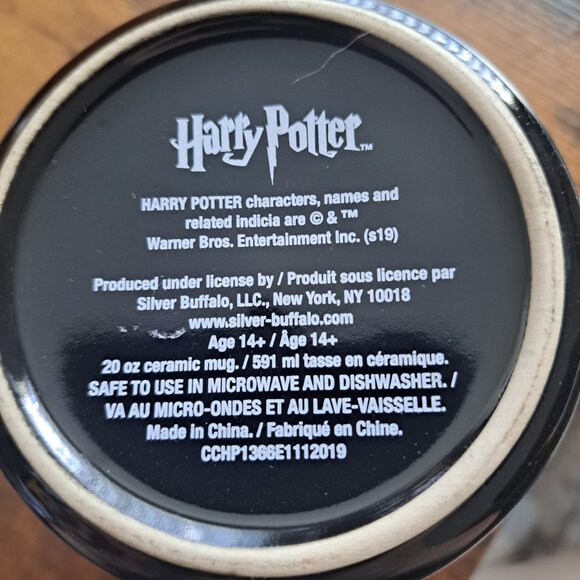 Harry Potter™
HARRY POTTER characters, names and
related indicia are © & ™
Warner Bros. Entertainment Inc. (s19)
Produced under license by / Produit sous licence par
Silver Buffalo, LLC., New York, NY 10018
www.silver-buffalo.com
Age 14+ / Âge 14+
20 oz ceramic mug. / 591 ml tasse en céramique.
SAFE TO USE IN MICROWAVE AND DISHWASHER. /
VA AU MICRO-ONDES ET AU LAVE-VAISSELLE.
Made in China. / Fabriqué en Chine.
CCHP1366E1112019